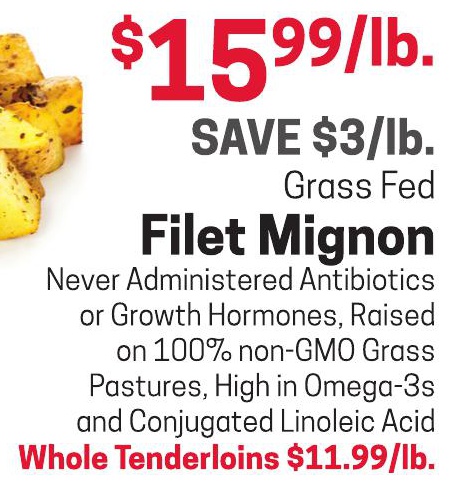 $15.99/lb.
SAVE $3/lb.
Grass Fed
Filet Mignon
Never Administered Antibiotics
or Growth Hormones, Raised
on 100% non-GMO Grass
Pastures, High in Omega-3s
and Conjugated Linoleic Acid
Whole Tenderloins $11.99/lb.